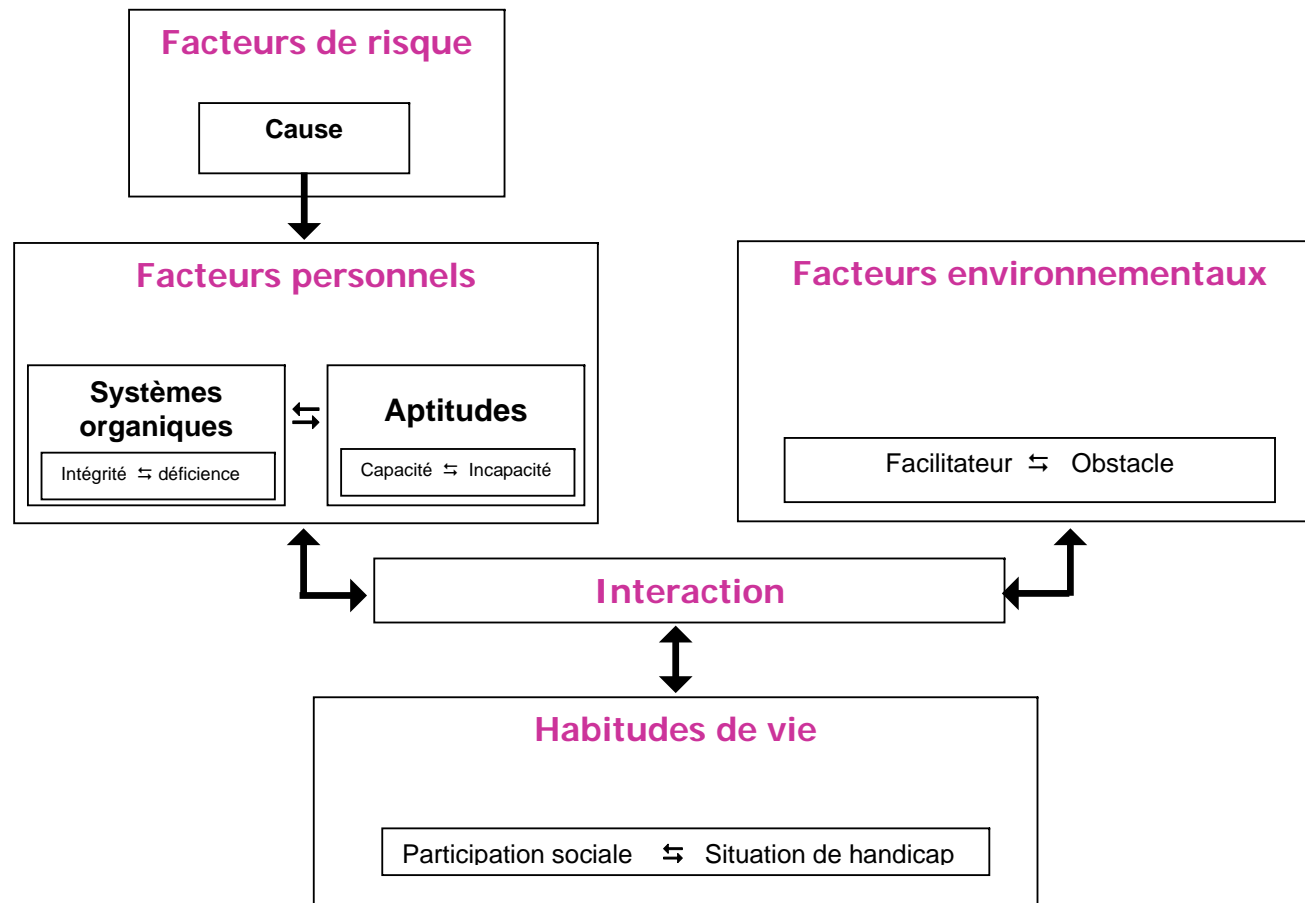 Facteurs de risque
Cause
Facteurs personnels
Systèmes
organiques
Intégrité ⇆ déficience
⇆
Aptitudes
Capacité ⇆ Incapacité
Facteurs environnementaux
Facilitateur ⇆ Obstacle
Interaction
Habitudes de vie
Participation sociale ⇆ Situation de handicap